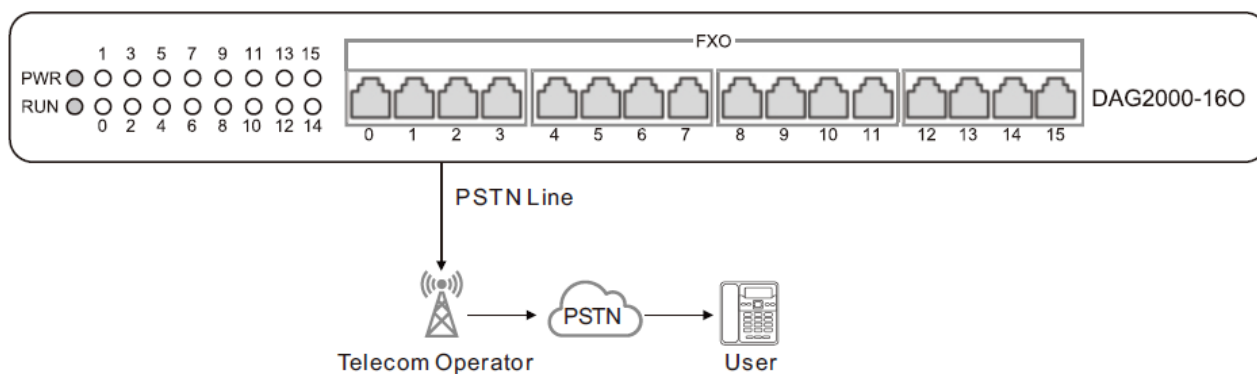 FXO
1 3 5 7 9 11 13 15
PWR
RUN
0 2 4 6 8 10 12 14
0 1 2 3 4 5 6 7 8 9 10 11 12 13 14 15
DAG2000-16O
PSTN Line
PSTN
Telecom Operator
User